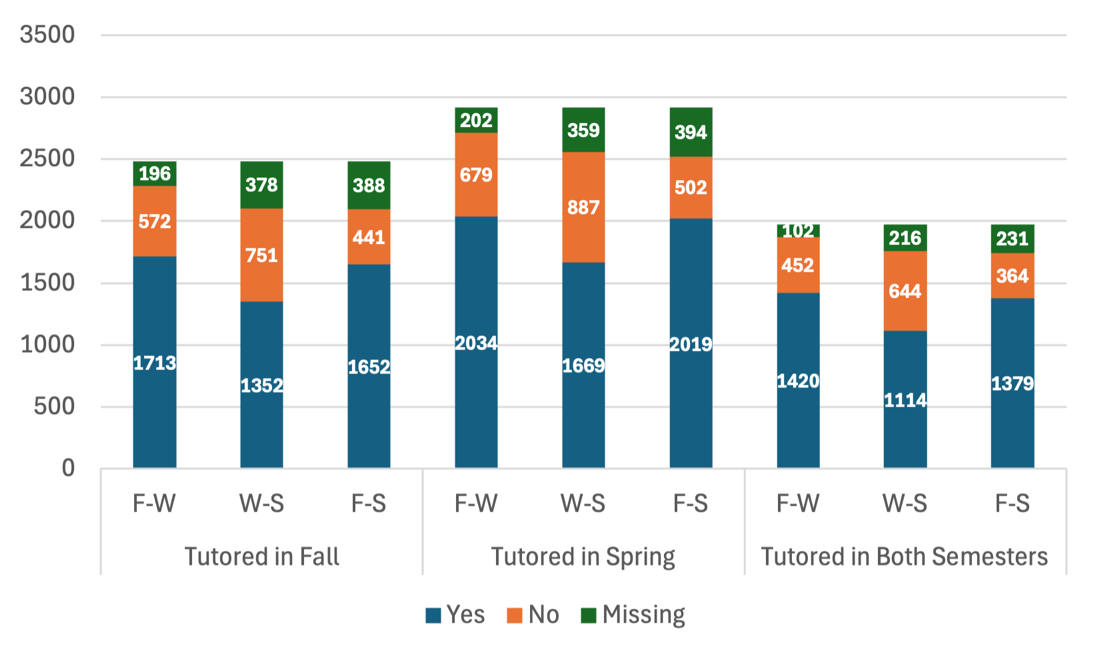 3500
3000
2500
2000
1500
1000
500
0
196 378 388 202 359 394 102 216 231
572 751 441 679 887 502 452 644 364
1713 1352 1652 2034 1669 2019 1420 1114 1379
F-W W-S F-S F-W W-S F-S F-W W-S F-S
Tutored in Fall Tutored in Spring Tutored in Both Semesters
Yes No Missing